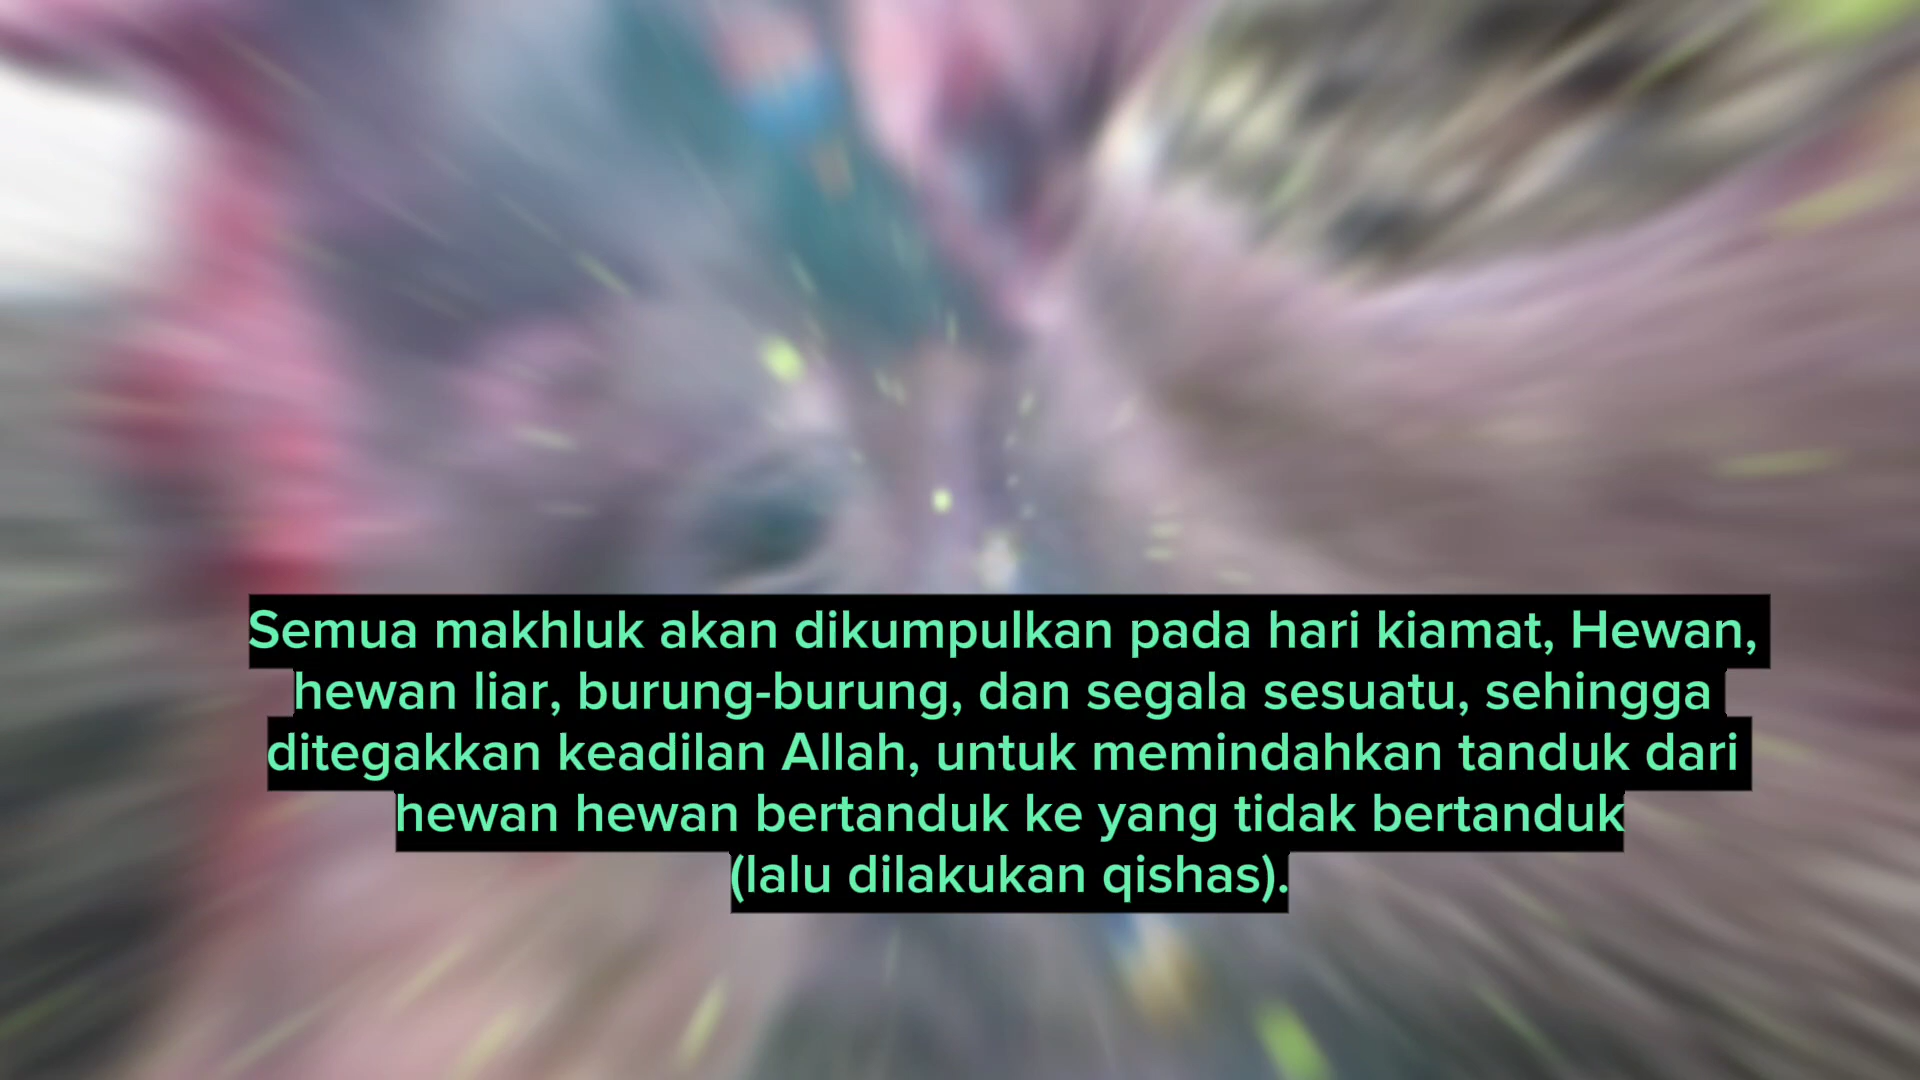 Semua makhluk akan dikumpulkan pada hari kiamat, Hewan,
hewan liar, burung-burung, dan segala sesuatu, sehingga
ditegakkan keadilan Allah, untuk memindahkan tanduk dari
hewan hewan bertanduk ke yang tidak bertanduk
(lalu dilakukan qishas).